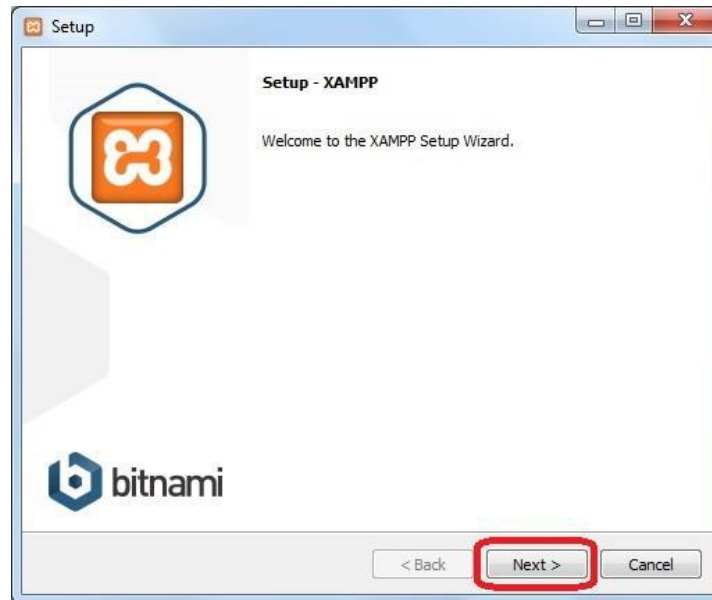 Setup
Setup - XAMPP
Welcome to the XAMPP Setup Wizard.
bitnami
< Back
Next >
Cancel